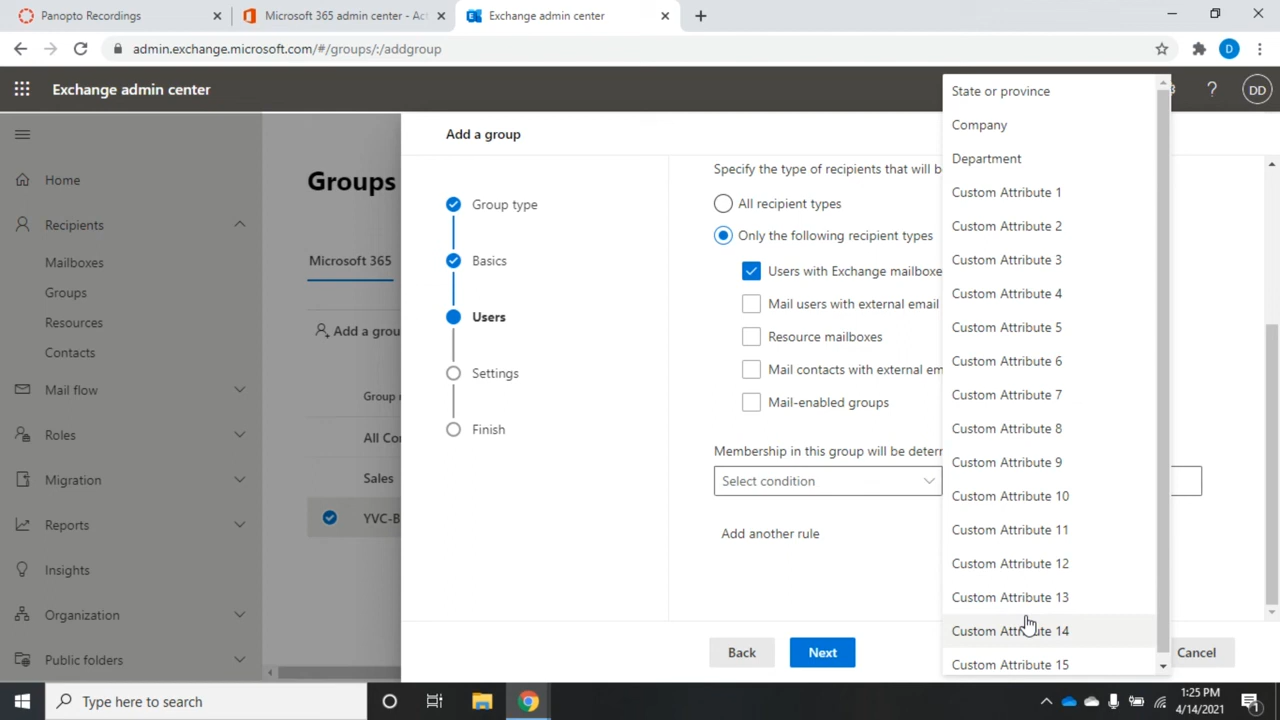 Panopto Recordings
Microsoft 365 admin center - Act
Exchange admin center
admin.exchange.microsoft.com/#/groups/:/addgroup
D
Exchange admin center
?
DD
Home
Recipients
Mailboxes
Groups
Resources
Contacts
Mail flow
Roles
Migration
Reports
Insights
Organization
Public folders
Groups
Microsoft 365
Add a grou
Group
All Co
Sales
YVC-B
Add a group
Group type
Basics
Users
Settings
Finish
Specify the type of recipients that will b
All recipient types
Only the following recipient types
Users with Exchange mailboxe
Mail users with external email
Resource mailboxes
Mail contacts with external em
Mail-enabled groups
Membership in this group will be deter
Select condition
Add another rule
Back
Next
Cancel
State or province
Company
Department
Custom Attribute 1
Custom Attribute 2
Custom Attribute 3
Custom Attribute 4
Custom Attribute 5
Custom Attribute 6
Custom Attribute 7
Custom Attribute 8
Custom Attribute 9
Custom Attribute 10
Custom Attribute 11
Custom Attribute 12
Custom Attribute 13
Custom Attribute 14
Custom Attribute 15
Type here to search
1:25 PM
4/14/2021
1